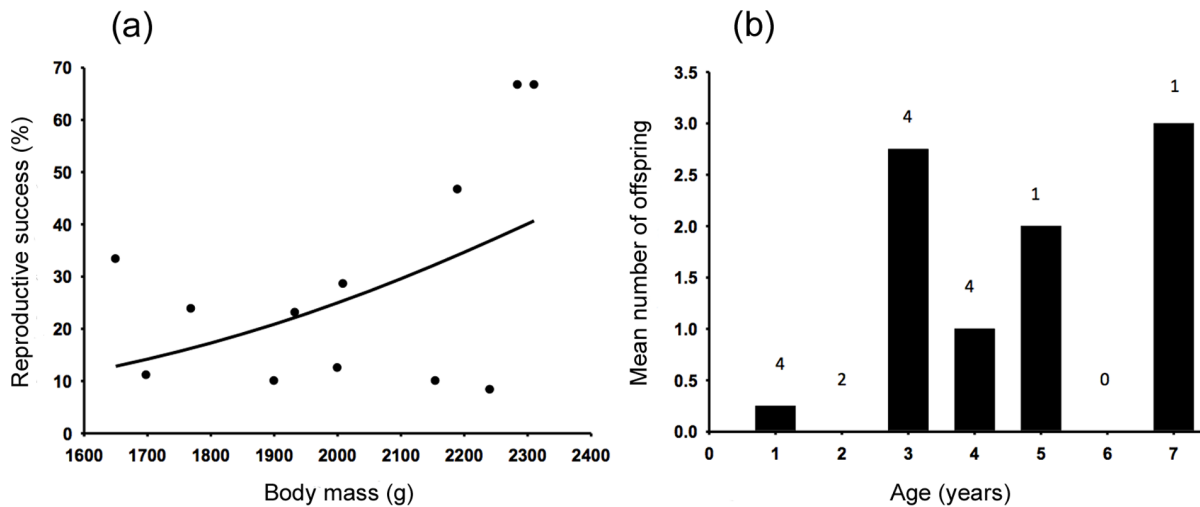 (a)
70
60
50
40
30
20
10
0
Reproductive success (%)
1600 1700 1800 1900 2000 2100 2200 2300 2400
Body mass (g)
(b)
3.5
3.0
2.5
2.0
1.5
1.0
0.5
0.0
Mean number of offspring
4
2
4
4
1
0
1
0 1 2 3 4 5 6 7
Age (years)